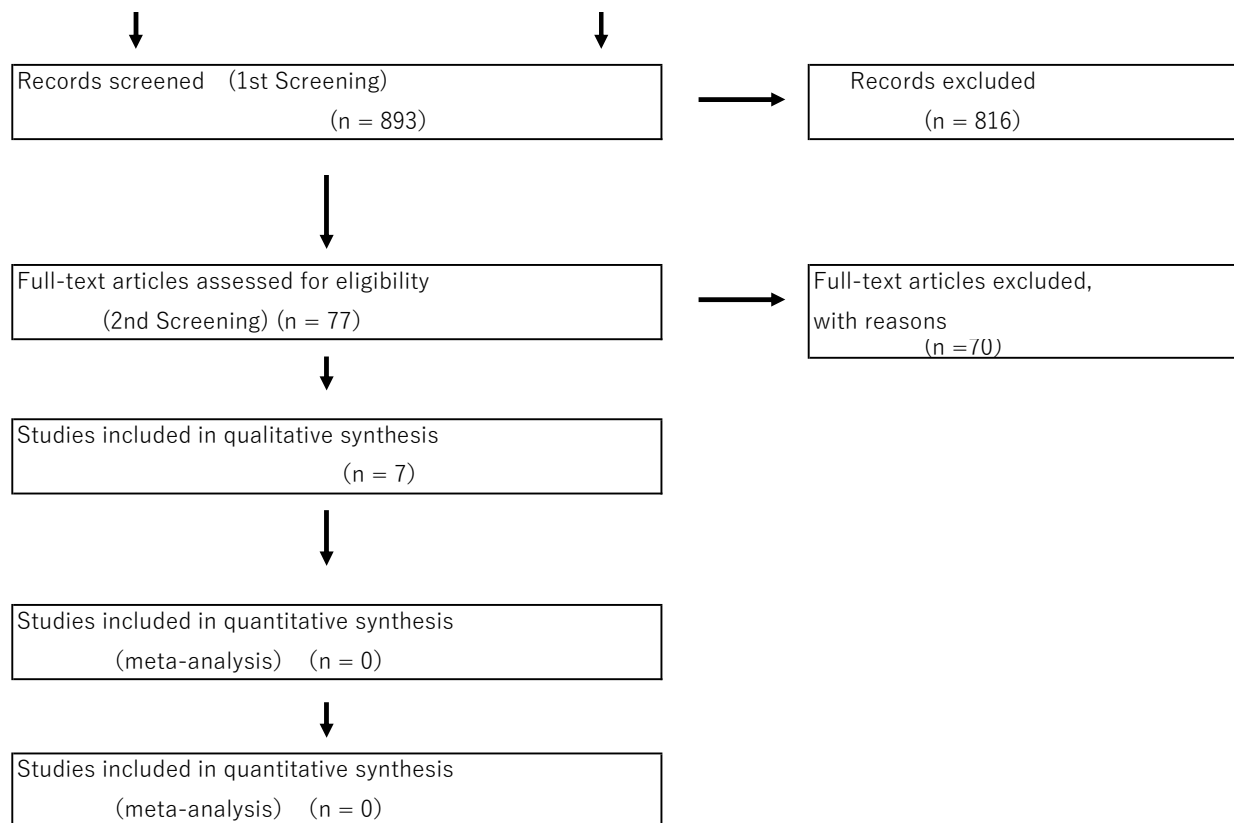 Records screened (1st Screening)
(n = 893)
Records excluded
(n = 816)
Full-text articles assessed for eligibility
(2nd Screening) (n = 77)
Full-text articles excluded,
with reasons
(n =70)
Studies included in qualitative synthesis
(n = 7)
Studies included in quantitative synthesis
(meta-analysis) (n = 0)
Studies included in quantitative synthesis
(meta-analysis) (n = 0)